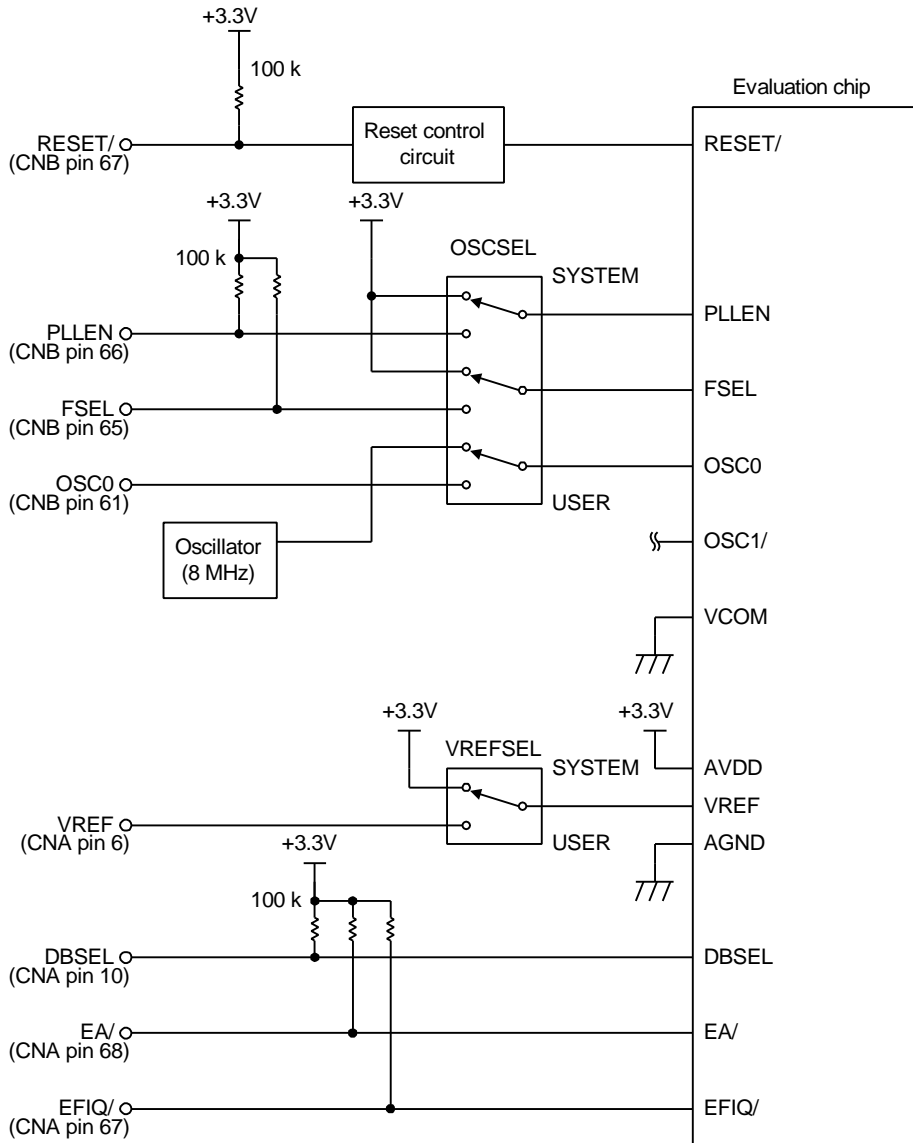 +3.3V
100 k
Evaluation chip
RESET/
(CNB pin 67)
Reset control
circuit
RESET/
+3.3V
+3.3V
100 k
OSCSEL
SYSTEM
PLLEN
(CNB pin 66)
PLLEN
FSEL
(CNB pin 65)
FSEL
OSC0
(CNB pin 61)
OSC0
USER
Oscillator
(8 MHz)
OSC1/
VCOM
+3.3V
+3.3V
VREFSEL
SYSTEM
AVDD
VREF
(CNA pin 6)
VREF
USER
AGND
+3.3V
100 k
DBSEL
(CNA pin 10)
DBSEL
EA/
(CNA pin 68)
EA/
EFIQ/
(CNA pin 67)
EFIQ/